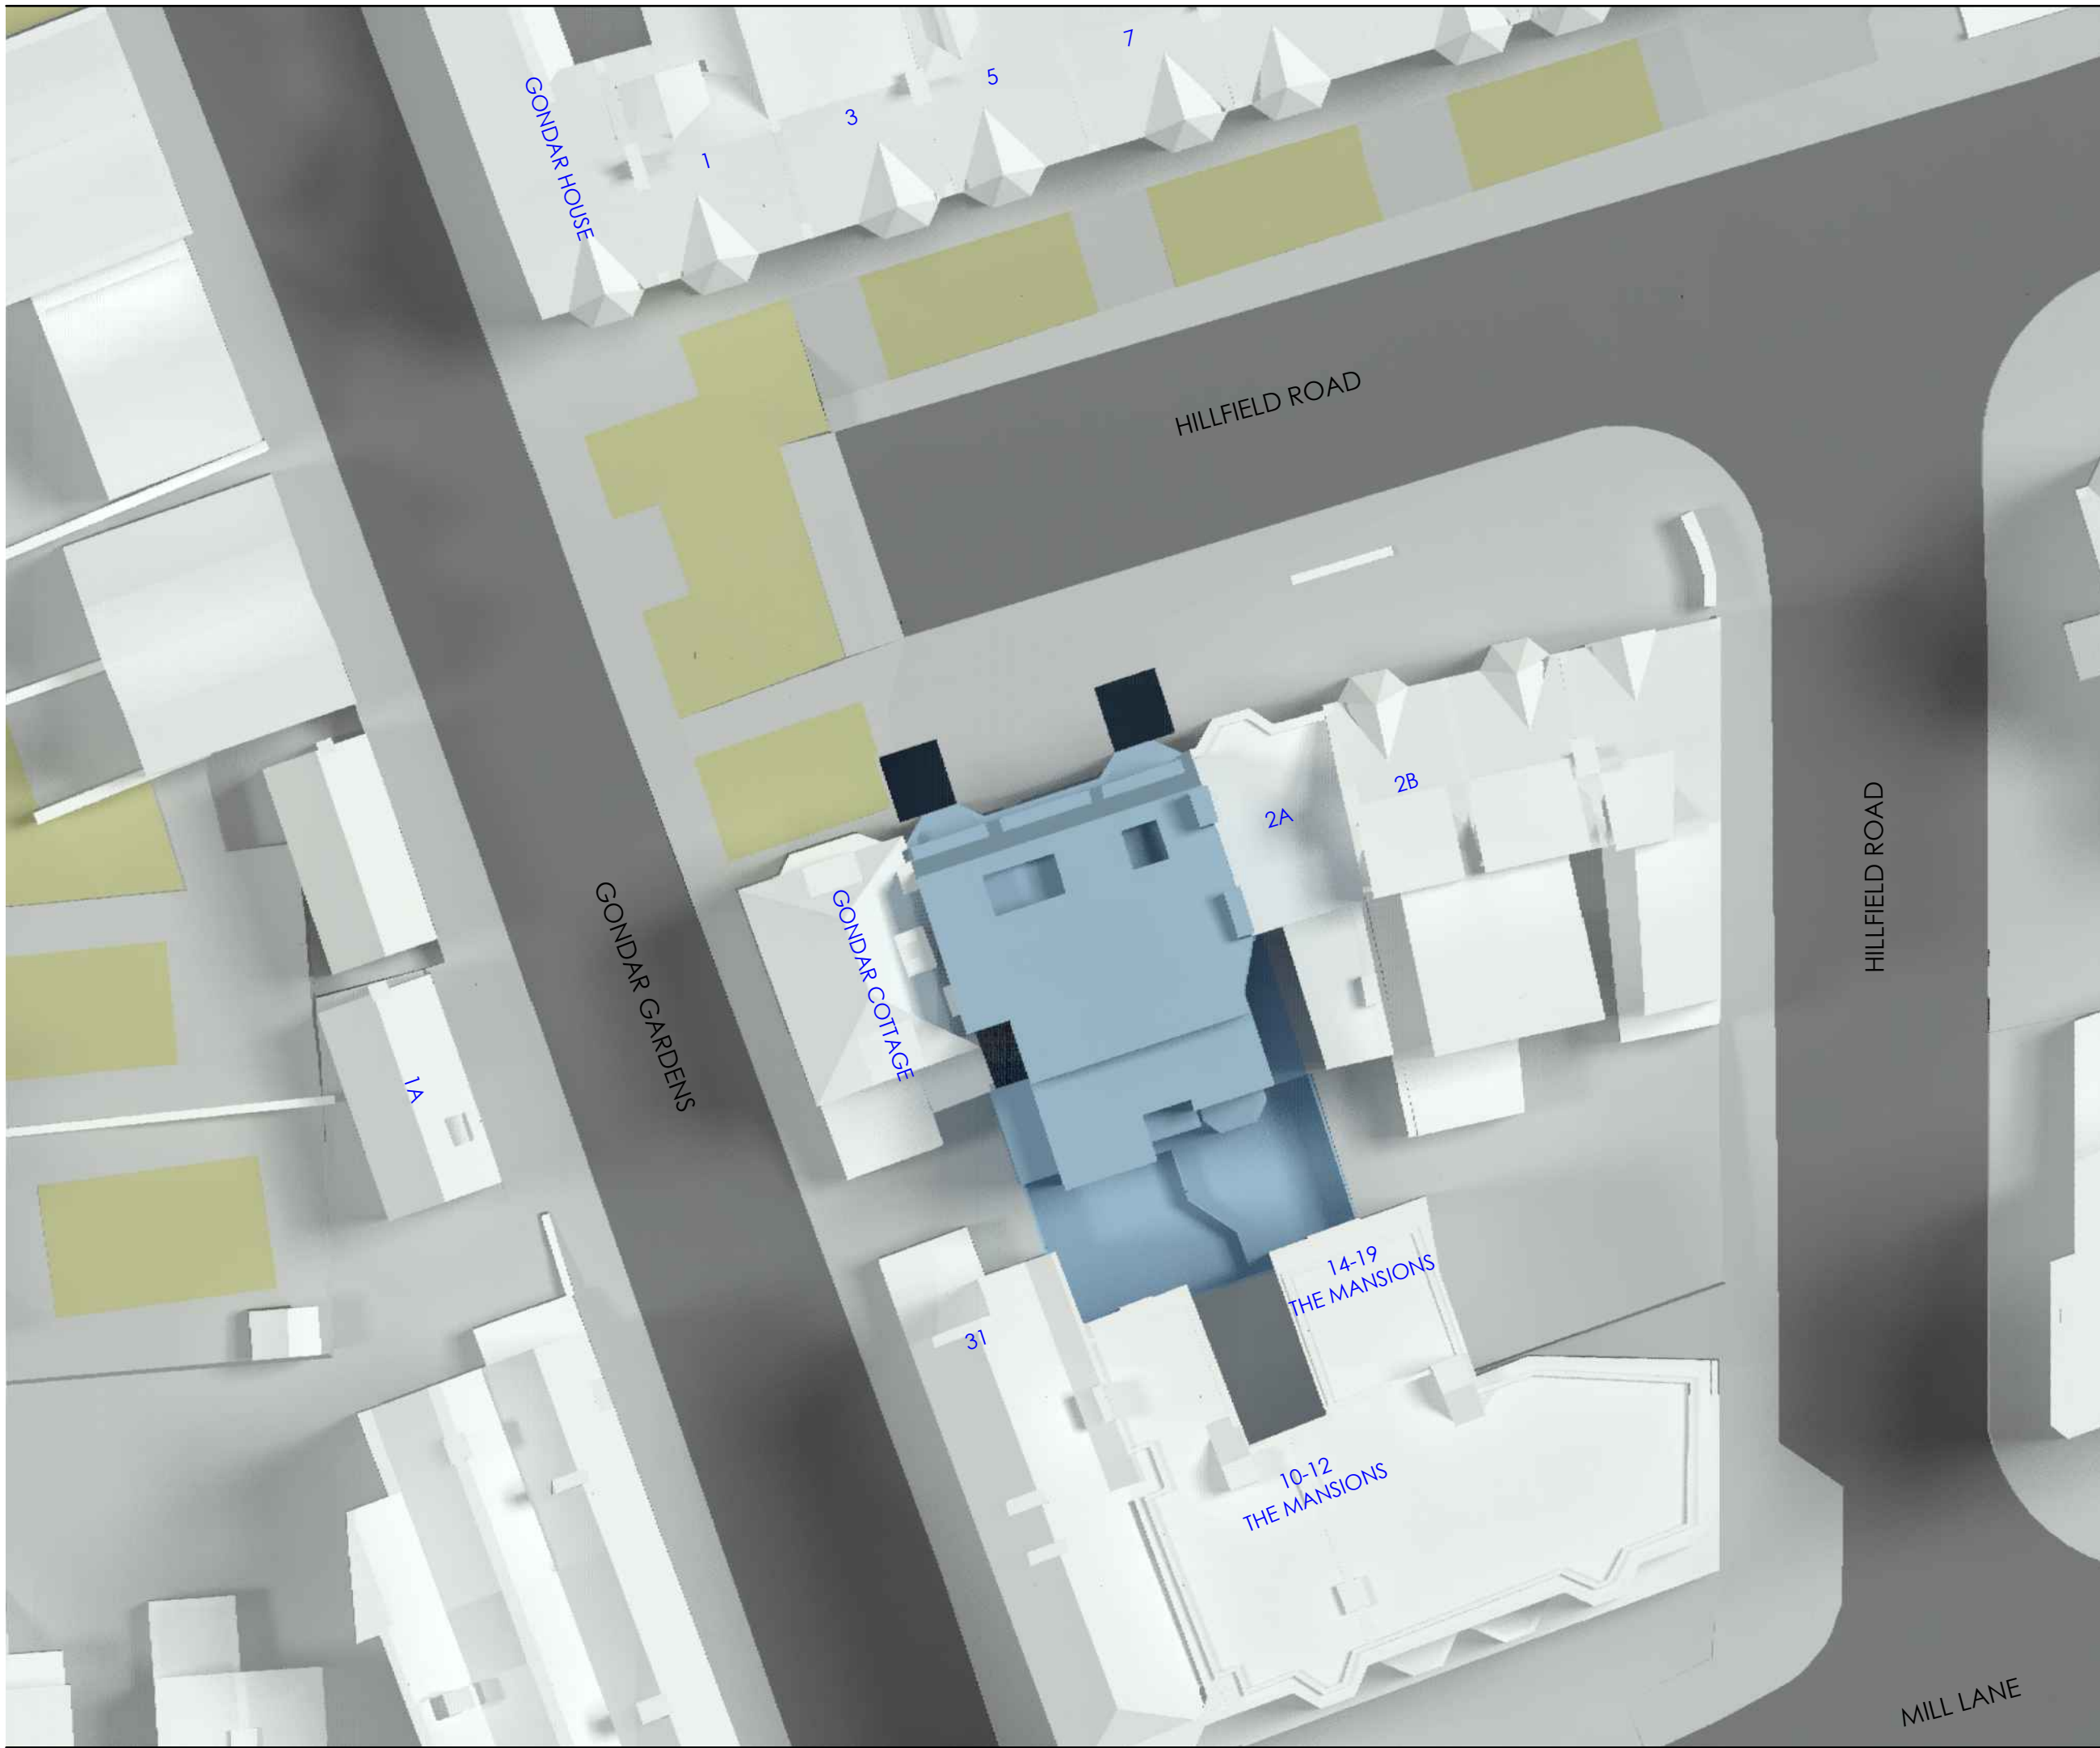 7
5
3
1
GONDAR HOUSE
HILLFIELD ROAD
2B
2A
HILLFIELD ROAD
GONDAR GARDENS
GONDAR COTTAGE
1A
14-19
THE MANSIONS
31
10-12
THE MANSIONS
MILL LANE